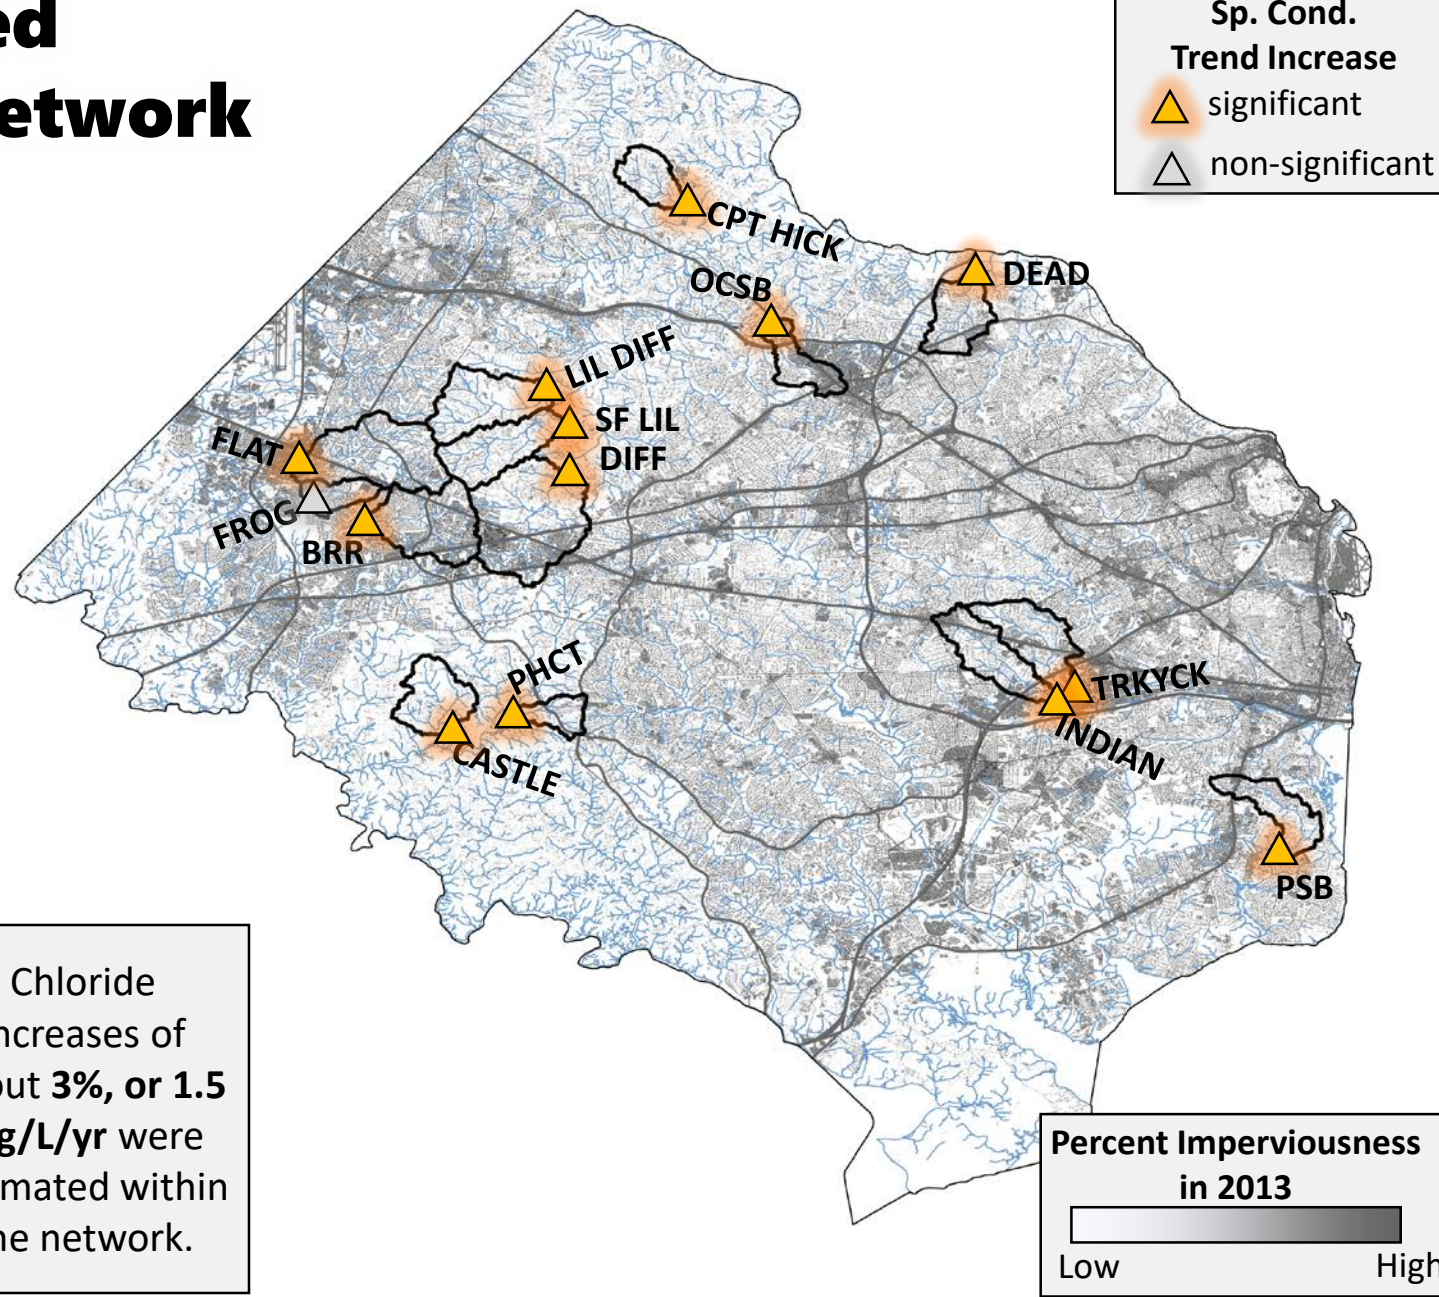 ed
etwork
Sp. Cond.
Trend Increase
significant
non-significant
CPT HICK
OCSB
DEAD
LIL DIFF
SF LIL
DIFF
FLAT
FROG
BRR
PHCT
CASTLE
TRKYCK
INDIAN
PSB
Chloride
ncreases of
out 3%, or 1.5
g/L/yr were
mated within
he network.
Percent Imperviousness
in 2013
Low
High